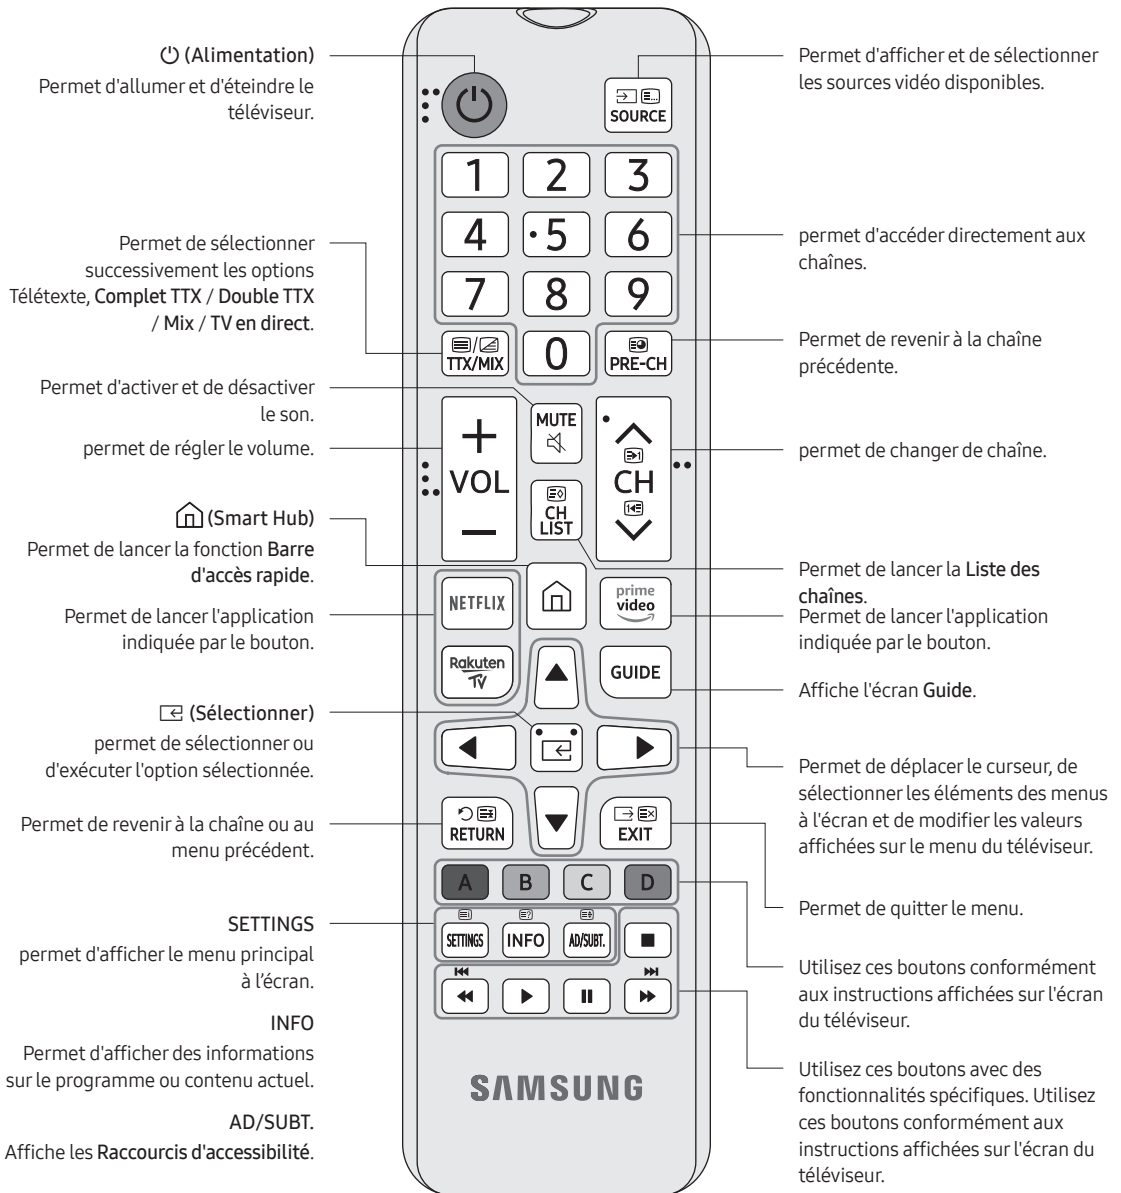 (Alimentation)
Permet d'allumer et d'éteindre le
téléviseur.
Permet de sélectionner
successivement les options
Télétexte, Complet TTX / Double TTX
/ Mix / TV en direct.
Permet d'activer et de désactiver
le son.
permet de régler le volume.
(Smart Hub)
Permet de lancer la fonction Barre
d'accès rapide.
Permet de lancer l'application
indiquée par le bouton.
(Sélectionner)
permet de sélectionner ou
d'exécuter l'option sélectionnée.
Permet de revenir à la chaîne ou au
menu précédent.
SETTINGS
permet d'afficher le menu principal
à l’écran.
INFO
Permet d'afficher des informations
sur le programme ou contenu actuel.
AD/SUBT.
Affiche les Raccourcis d'accessibilité.
SOURCE
1 2 3
4 5 6
7 8 9
TTX/MIX 0 PRE-CH
MUTE
VOL
CH
CH
LIST
NETFLIX
prime
video
Rakuten
TV
GUIDE
RETURN
EXIT
A B C D
SETTINGS INFO AD/SUBT.
SAMSUNG
Permet d'afficher et de sélectionner
les sources vidéo disponibles.
permet d'accéder directement aux
chaînes.
Permet de revenir à la chaîne
précédente.
permet de changer de chaîne.
Permet de lancer la Liste des
chaînes.
Permet de lancer l'application
indiquée par le bouton.
Affiche l'écran Guide.
Permet de déplacer le curseur, de
sélectionner les éléments des menus
à l'écran et de modifier les valeurs
affichées sur le menu du téléviseur.
Permet de quitter le menu.
Utilisez ces boutons conformément
aux instructions affichées sur l'écran
du téléviseur.
Utilisez ces boutons avec des
fonctionnalités spécifiques. Utilisez
ces boutons conformément aux
instructions affichées sur l'écran du
téléviseur.